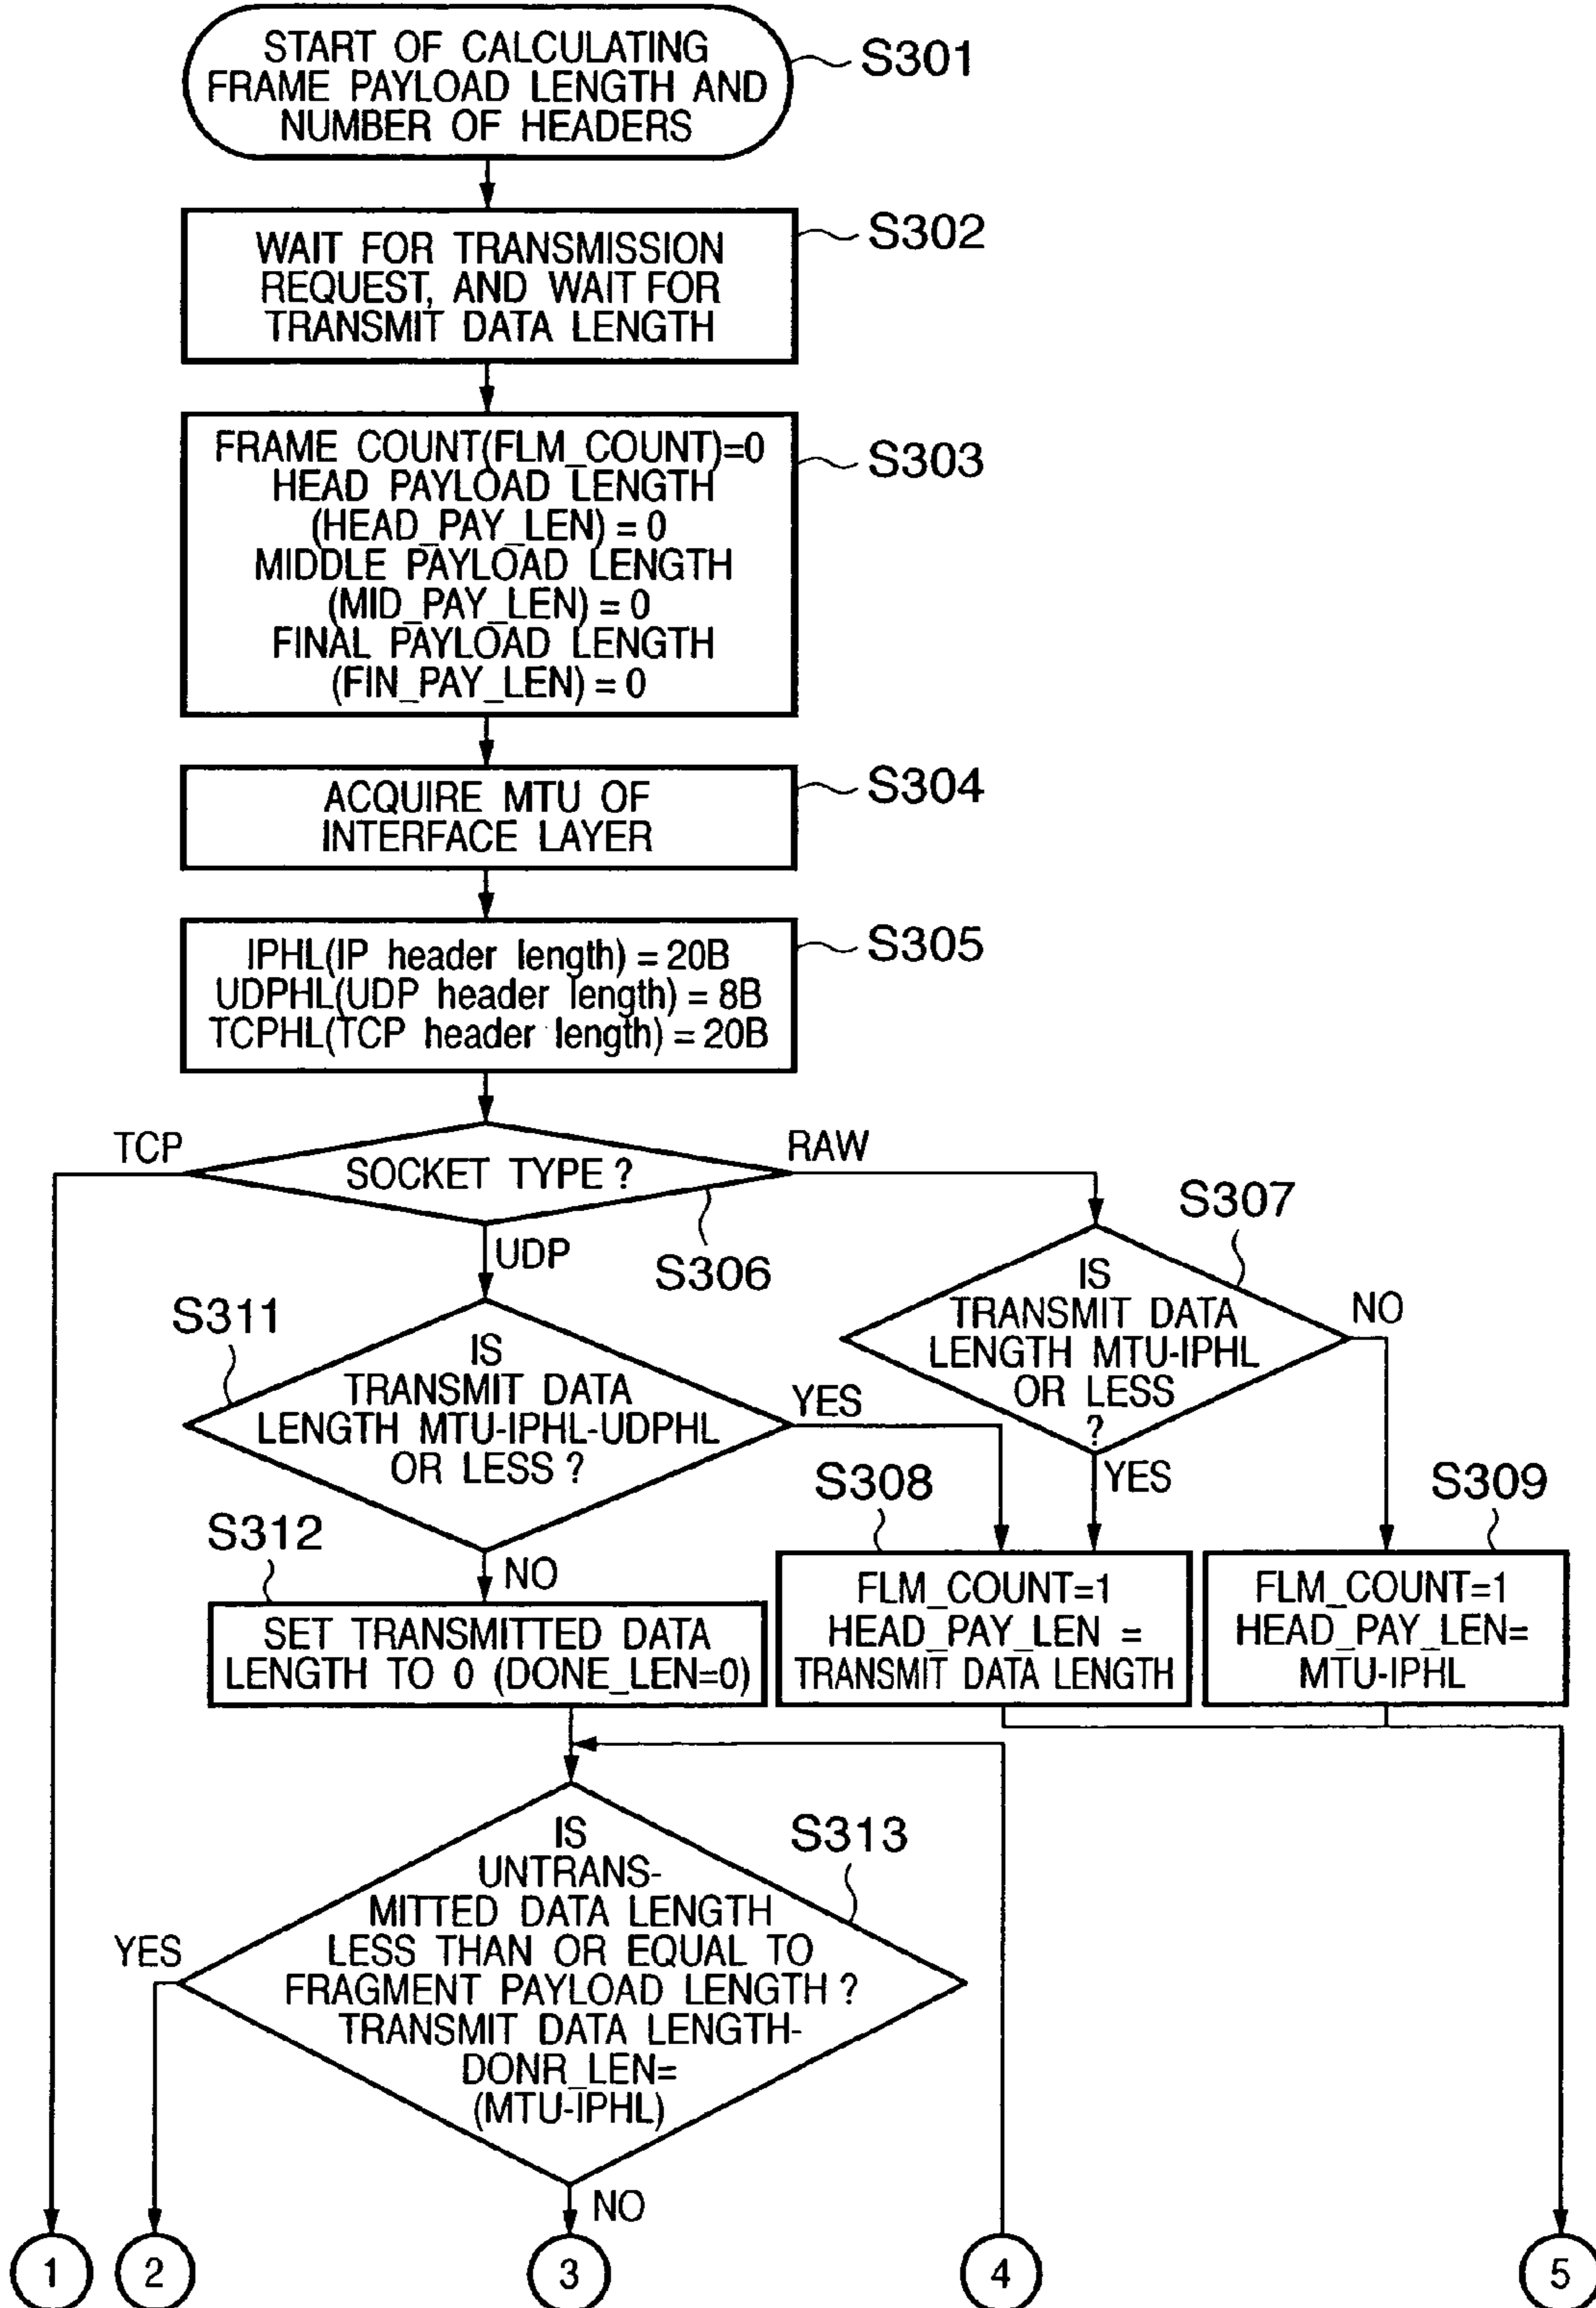 START OF CALCULATING
FRAME PAYLOAD LENGTH AND
NUMBER OF HEADERS
S301
WAIT FOR TRANSMISSION
REQUEST, AND WAIT FOR
TRANSMIT DATA LENGTH
S302
FRAME COUNT(FLM_COUNT)=0
HEAD PAYLOAD LENGTH
(HEAD_PAY_LEN) = 0
MIDDLE PAYLOAD LENGTH
(MID_PAY_LEN) = 0
FINAL PAYLOAD LENGTH
(FIN_PAY_LEN) = 0
S303
ACQUIRE MTU OF
INTERFACE LAYER
S304
IPHL(IP header length) = 20B
UDPHL(UDP header length) = 8B
TCPHL(TCP header length) = 20B
S305
TCP
SOCKET TYPE ?
RAW
UDP
S306
S307
IS
TRANSMIT DATA
LENGTH MTU-IPHL
OR LESS
?
NO
YES
S311
IS
TRANSMIT DATA
LENGTH MTU-IPHL-UDPHL
OR LESS ?
YES
NO
S308
FLM_COUNT=1
HEAD_PAY_LEN =
TRANSMIT DATA LENGTH
S309
FLM_COUNT=1
HEAD_PAY_LEN=
MTU-IPHL
S312
SET TRANSMITTED DATA
LENGTH TO 0 (DONE_LEN=0)
S313
IS
UNTRANS-
MITTED DATA LENGTH
LESS THAN OR EQUAL TO
FRAGMENT PAYLOAD LENGTH ?
TRANSMIT DATA LENGTH-
DONR_LEN=
(MTU-IPHL)
YES
NO
1
2
3
4
5